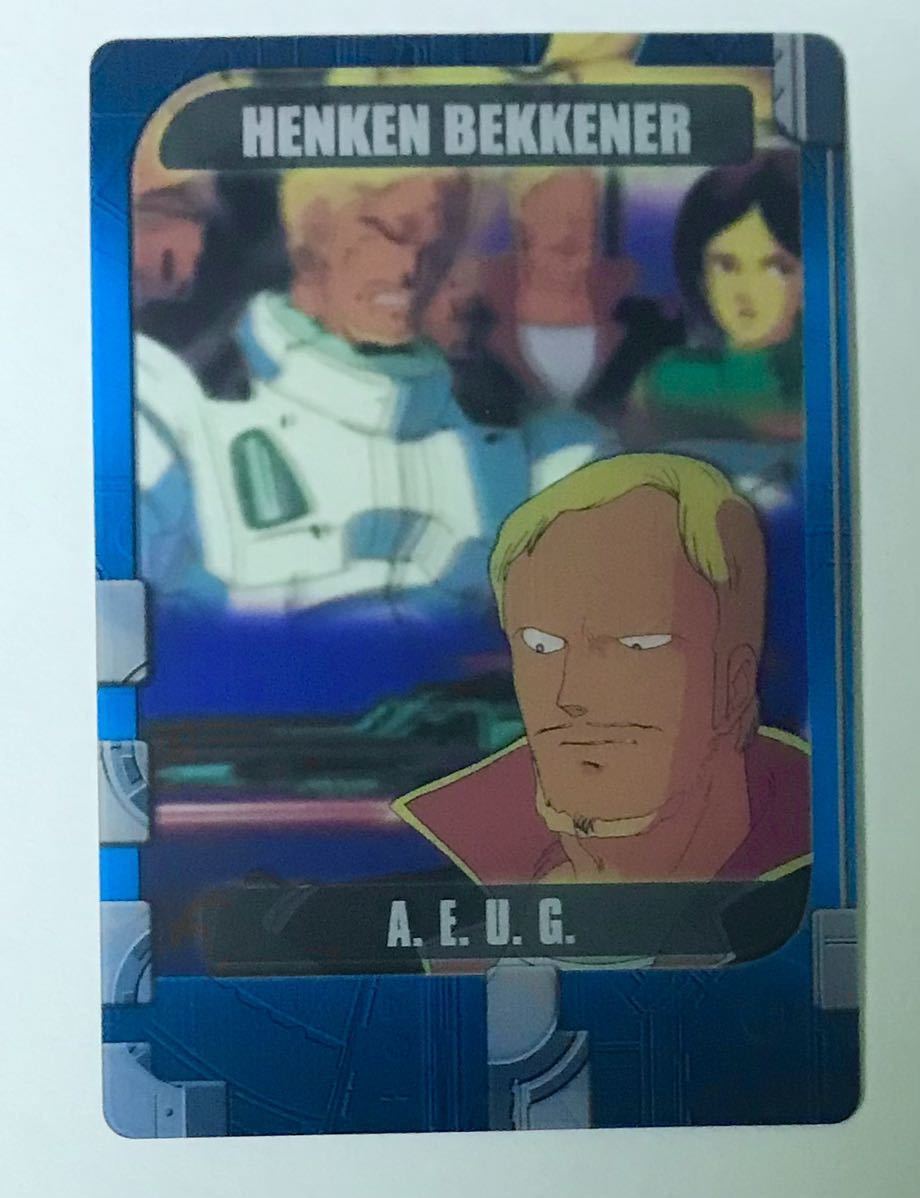 HENKEN BEKKENER
A. E. U. G.